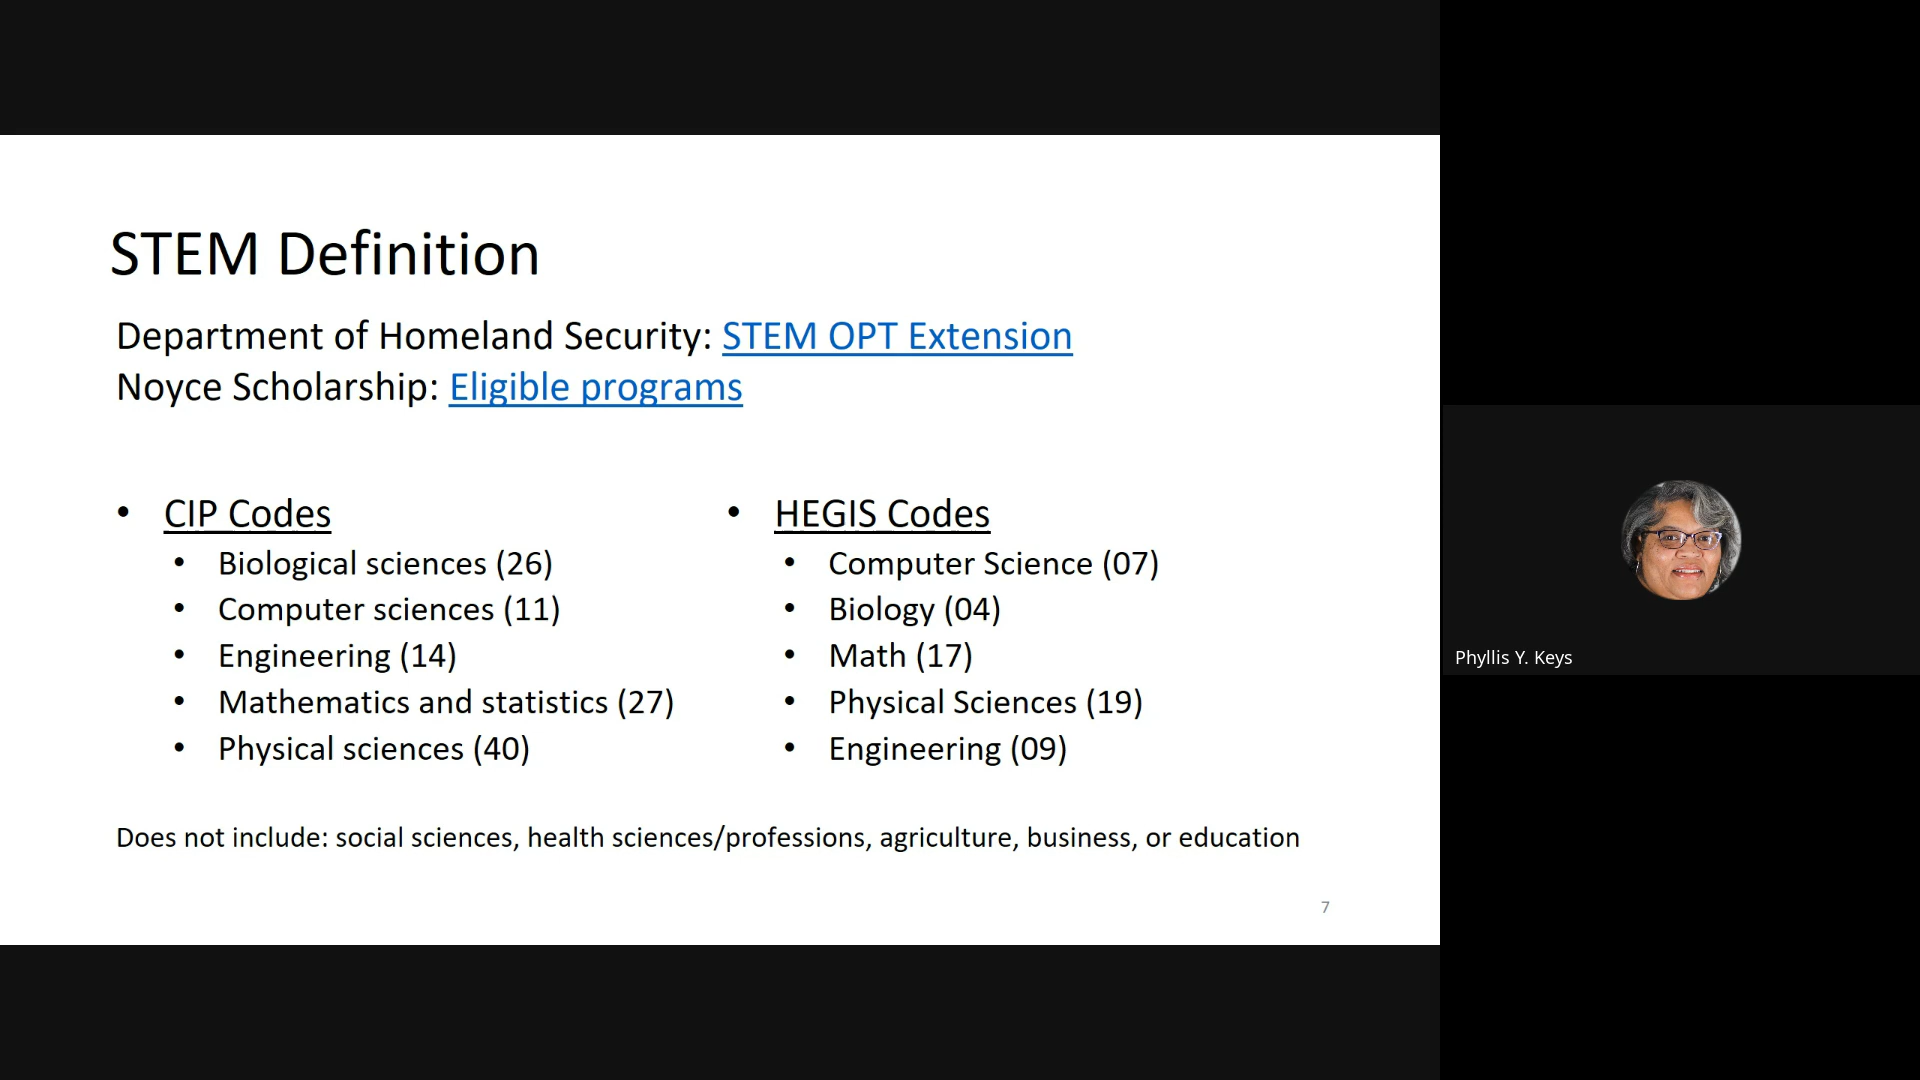 STEM Definition
Department of Homeland Security: STEM OPT Extension
Noyce Scholarship: Eligible programs
• CIP Codes
• Biological sciences (26)
• Computer sciences (11)
• Engineering (14)
• Mathematics and statistics (27)
• Physical sciences (40)
• HEGIS Codes
• Computer Science (07)
• Biology (04)
• Math (17)
• Physical Sciences (19)
• Engineering (09)
Does not include: social sciences, health sciences/professions, agriculture, business, or education
7
Phyllis Y. Keys